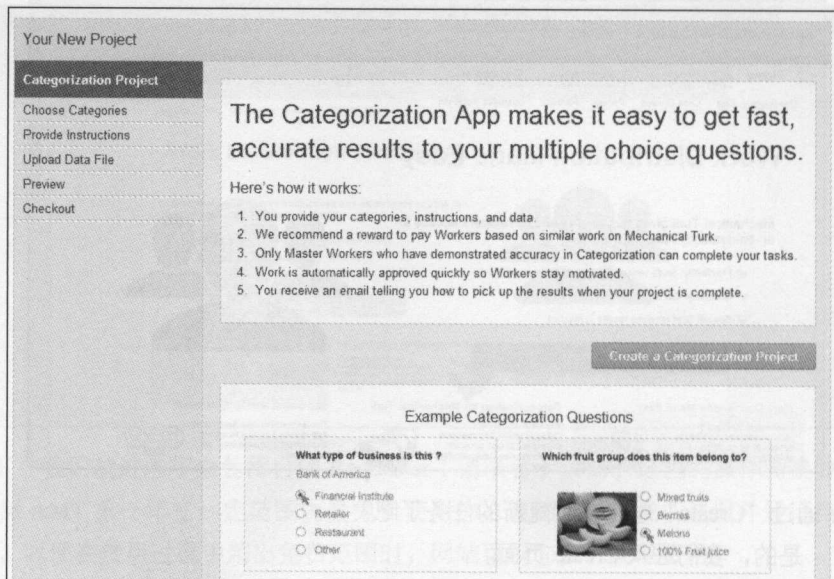 Your New Project
Categorization Project
Choose Categories
Provide Instructions
Upload Data File
Preview
Checkout
The Categorization App makes it easy to get fast,
accurate results to your multiple choice questions.
Here's how it works:
1. You provide your categories, instructions, and data.
2. We recommend a reward to pay Workers based on similar work on Mechanical Turk.
3. Only Master Workers who have demonstrated accuracy in Categorization can complete your tasks.
4. Work is automatically approved quickly so Workers stay motivated.
5. You receive an email telling you how to pick up the results when your project is complete.
Create a Categorization Project
Example Categorization Questions
What type of business is this ?
Bank of America
Financial Institute
Retailer
Restaurant
Other
Which fruit group does this item belong to?
Mixed fruits
Berries
Melons
100% Fruit juice